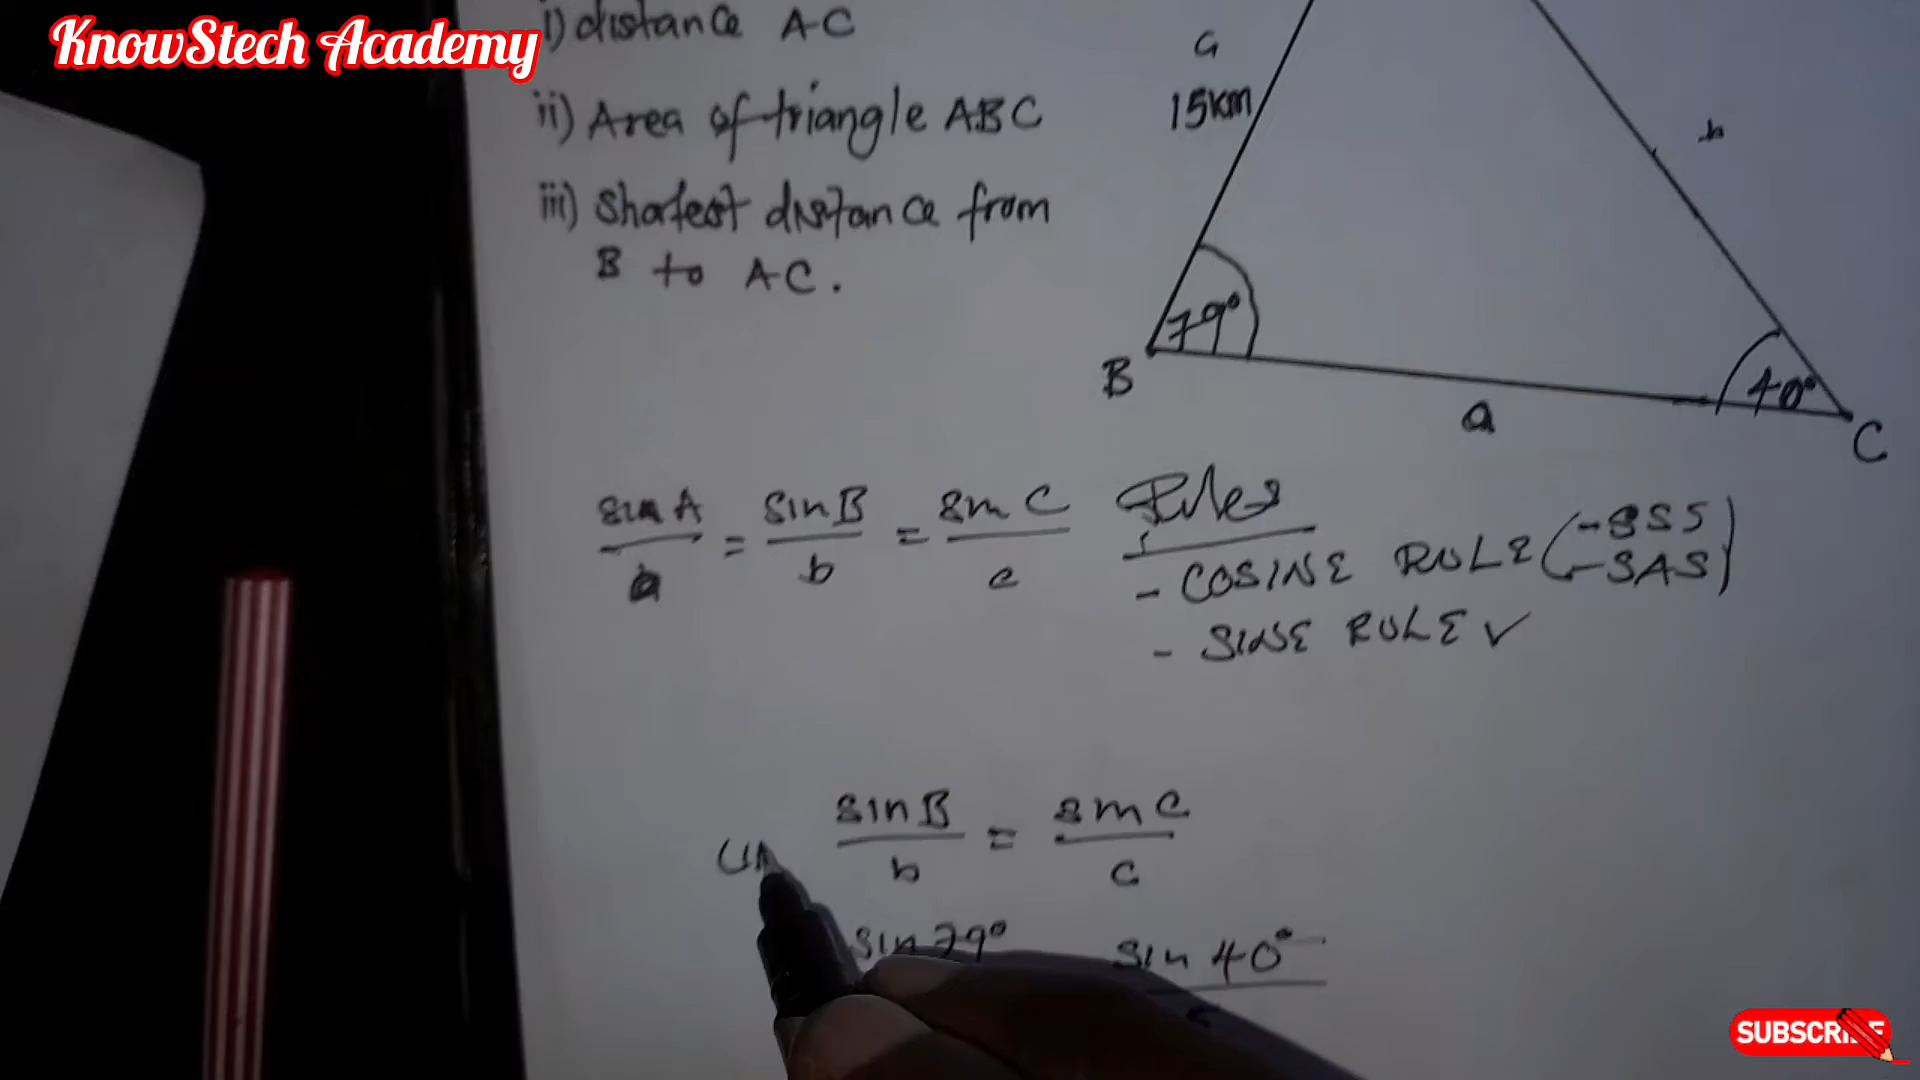 KnowStech Academy
i) distance AC
ii) Area of triangle ABC
iii) Shortest distance from
B to AC.
15km
b
79°
B
40°
a
C
sin A / a = sin B / b = sin C / c
Rules
- COSINE RULE (- SSS
- SAS)
- SINE RULE ✓
sin B / b = sin C / c
sin 79°
sin 40°
SUBSCRIBE